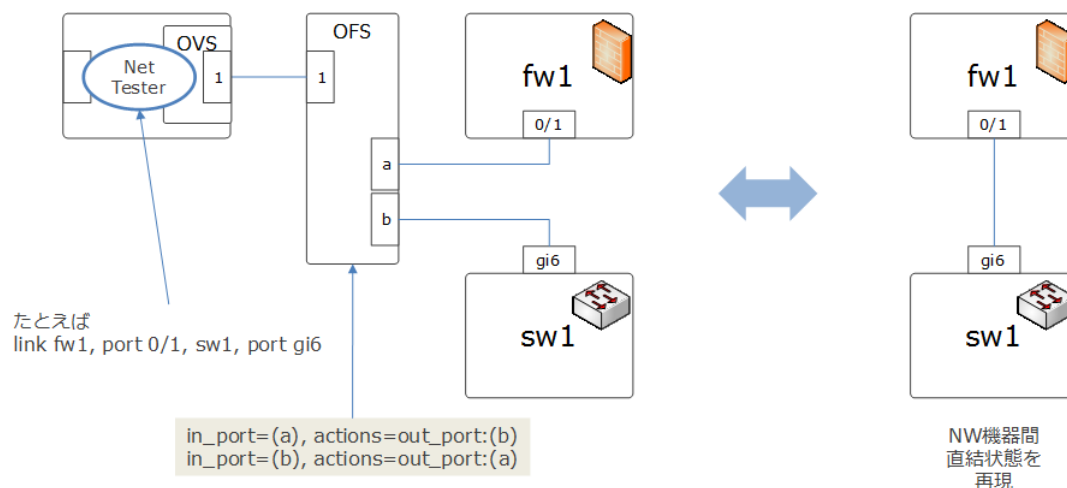 OVS
Net
Tester
1
OFS
1
a
b
fw1
0/1
gi6
sw1
たとえば
link fw1, port 0/1, sw1, port gi6
in_port=(a), actions=out_port:(b)
in_port=(b), actions=out_port:(a)
fw1
0/1
gi6
sw1
NW機器間
直結状態を
再現